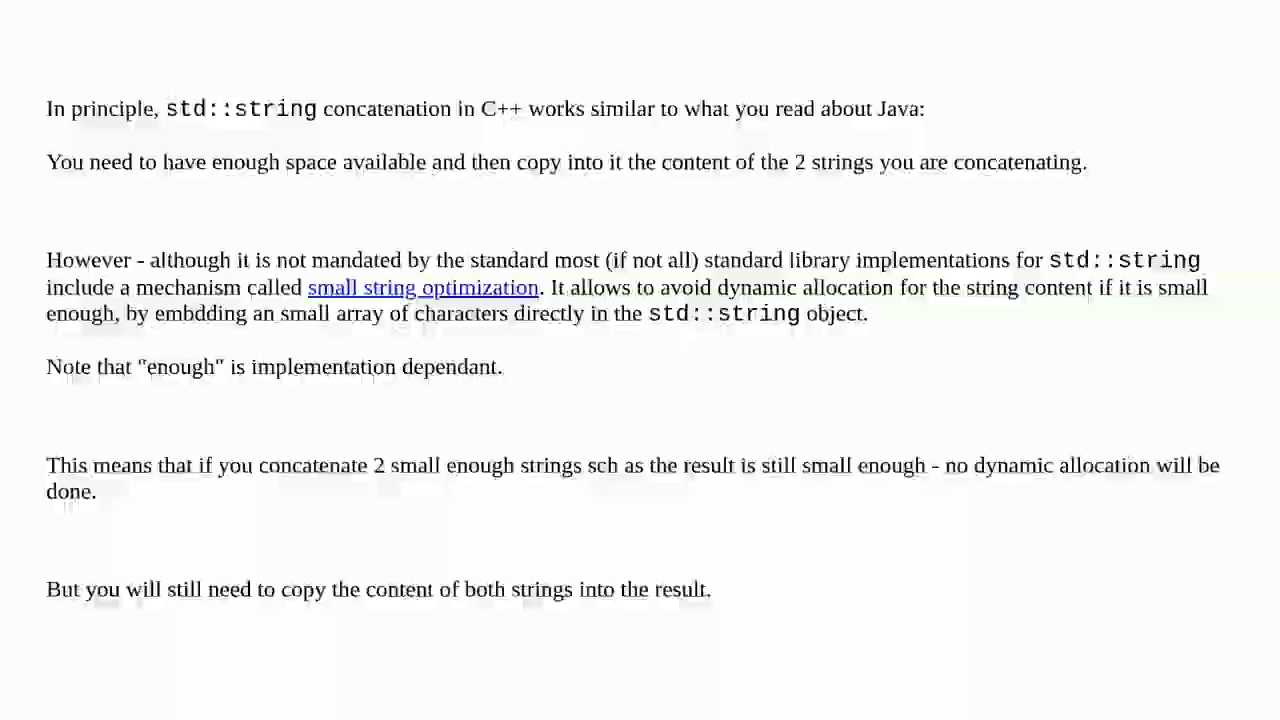 In principle, std::string concatenation in C++ works similar to what you read about Java:
You need to have enough space available and then copy into it the content of the 2 strings you are concatenating.
However - although it is not mandated by the standard most (if not all) standard library implementations for std::string
include a mechanism called small string optimization. It allows to avoid dynamic allocation for the string content if it is small
enough, by embdding an small array of characters directly in the std::string object.
Note that "enough" is implementation dependant.
This means that if you concatenate 2 small enough strings sch as the result is still small enough - no dynamic allocation will be
done.
But you will still need to copy the content of both strings into the result.